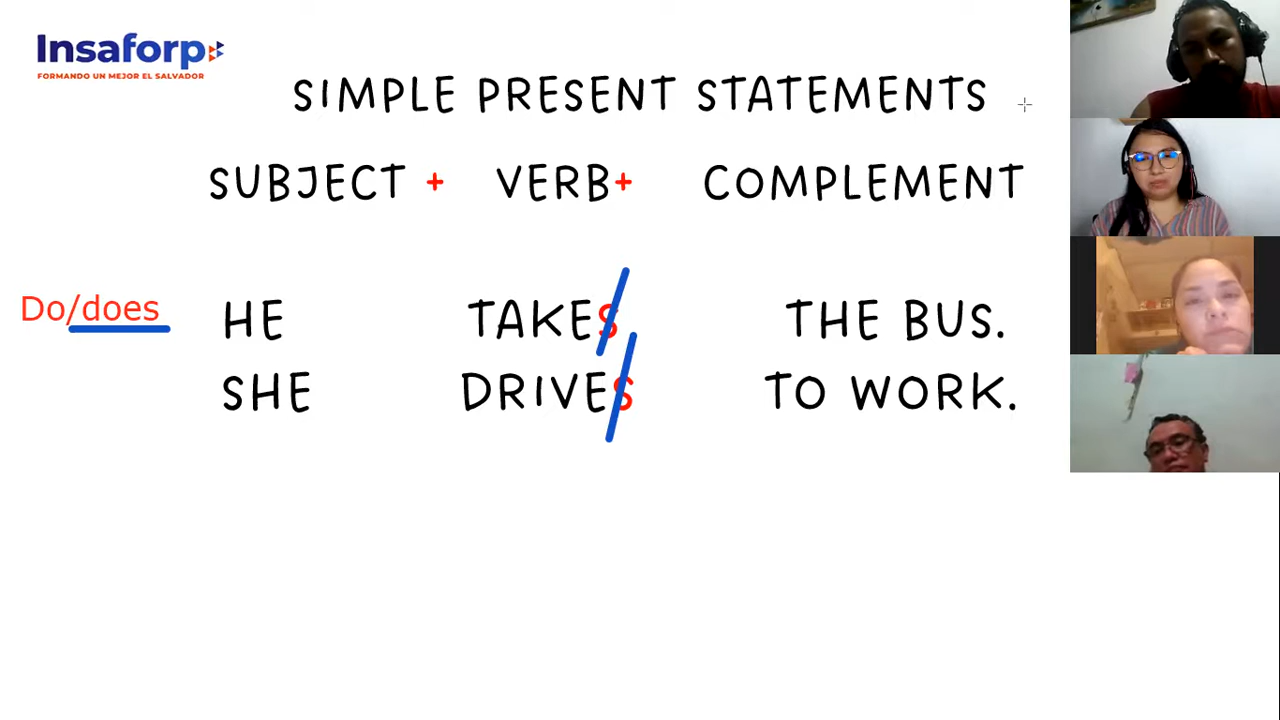 Insaforp
FORMANDO UN MEJOR EL SALVADOR
SIMPLE PRESENT STATEMENTS
SUBJECT + VERB+ COMPLEMENT
Do/does HE TAKES THE BUS.
SHE DRIVES TO WORK.